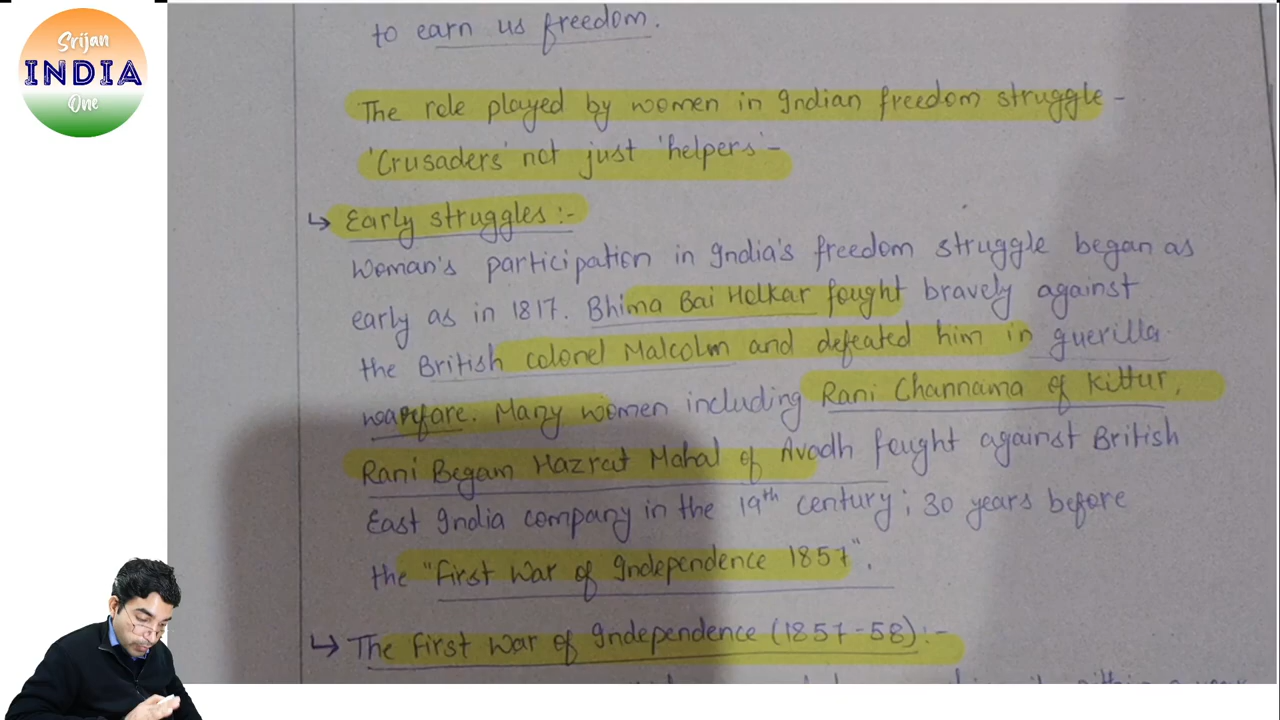 Srijan
INDIA
One
to earn us freedom.
The role played by women in Indian freedom struggle -
'Crusaders' not just 'helpers' -
↳ Early struggles :-
Woman's participation in India's freedom struggle began as
early as in 1817. Bhima Bai Holkar fought bravely against
the British colonel Malcolm and defeated him in guerilla
warfare. Many women including Rani Channama of Kittur,
Rani Begam Hazrat Mahal of Avadh fought against British
East India company in the 19th century; 30 years before
the "First War of Independence 1857".
↳ The First War of Independence (1857-58) :-